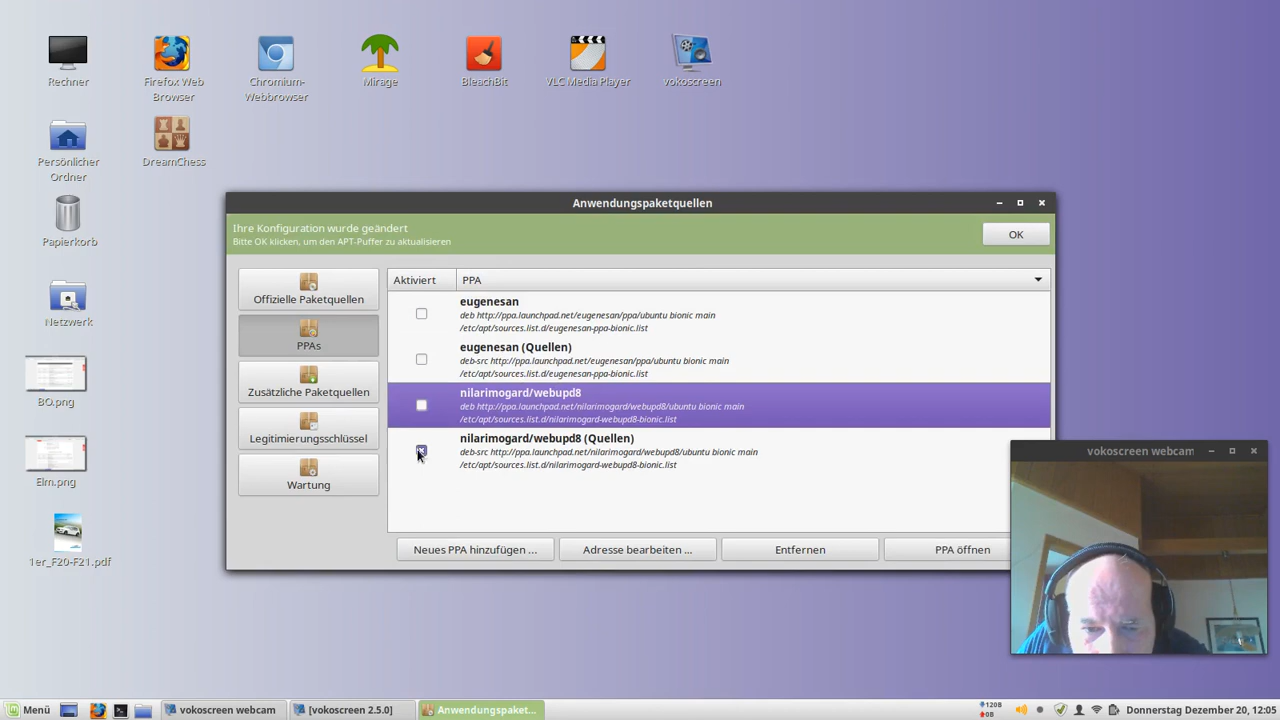 Rechner
Firefox Web
Browser
Chromium-
Webbrowser
Mirage
BleachBit
VLC Media Player
vokoscreen
Persönlicher
Ordner
DreamChess
Papierkorb
Netzwerk
BO.png
Elm.png
1er_F20-F21.pdf
Anwendungspaketquellen
Ihre Konfiguration wurde geändert
Bitte OK klicken, um den APT-Puffer zu aktualisieren
OK
Offizielle Paketquellen
PPAs
Zusätzliche Paketquellen
Legitimierungsschlüssel
Wartung
Aktiviert
PPA
eugenesan
deb http://ppa.launchpad.net/eugenesan/ppa/ubuntu bionic main
/etc/apt/sources.list.d/eugenesan-ppa-bionic.list
eugenesan (Quellen)
deb-src http://ppa.launchpad.net/eugenesan/ppa/ubuntu bionic main
/etc/apt/sources.list.d/eugenesan-ppa-bionic.list
nilarimogard/webupd8
deb http://ppa.launchpad.net/nilarimogard/webupd8/ubuntu bionic main
/etc/apt/sources.list.d/nilarimogard-webupd8-bionic.list
nilarimogard/webupd8 (Quellen)
deb-src http://ppa.launchpad.net/nilarimogard/webupd8/ubuntu bionic main
/etc/apt/sources.list.d/nilarimogard-webupd8-bionic.list
Neues PPA hinzufügen ...
Adresse bearbeiten ...
Entfernen
PPA öffnen
vokoscreen webcam
Menü
vokoscreen webcam
[vokoscreen 2.5.0]
Anwendungspaket...
120B
0B
Donnerstag Dezember 20, 12:05